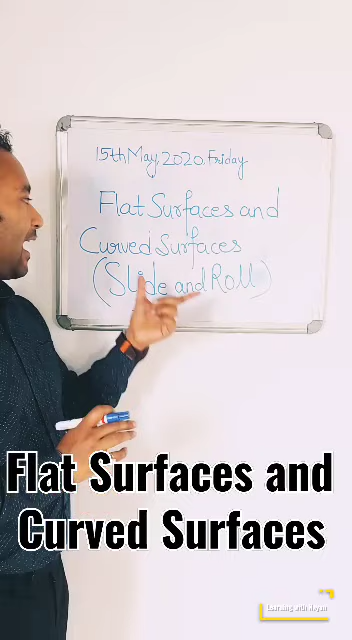 15th May, 2020. Friday
Flat Surfaces and
Curved Surfaces
(Slide and Roll)
Flat Surfaces and
Curved Surfaces
Learning with Nayan